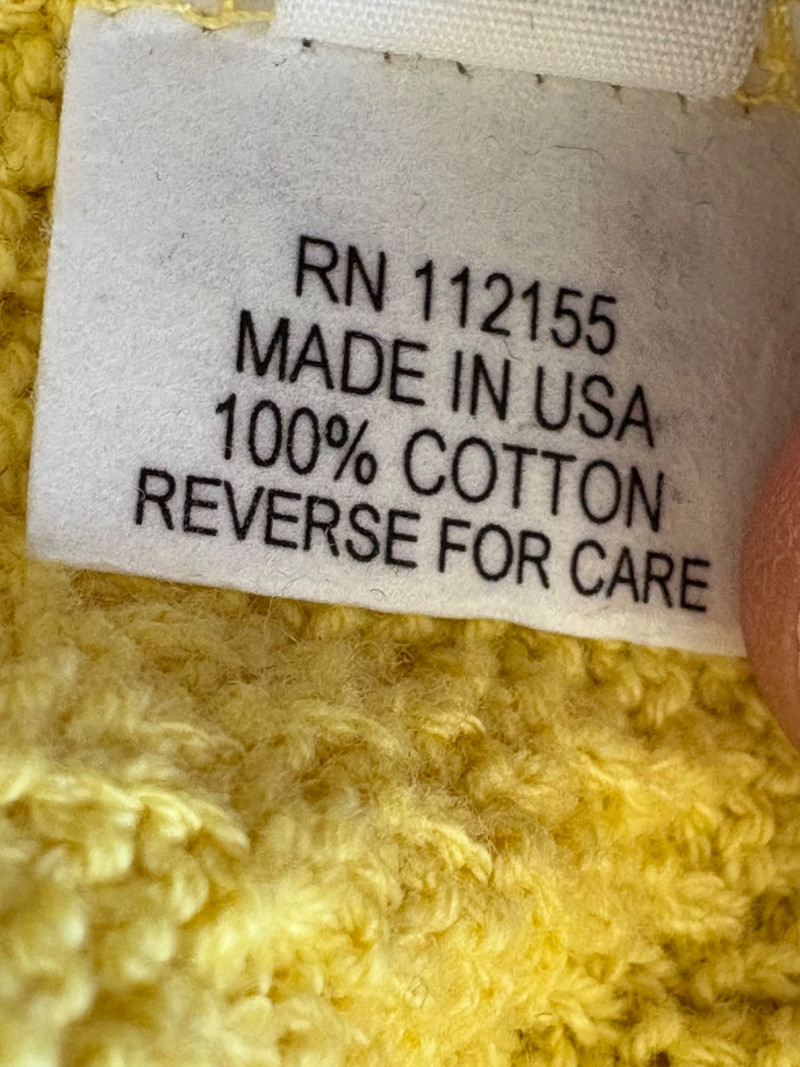 RN 112155
MADE IN USA
100% COTTON
REVERSE FOR CARE